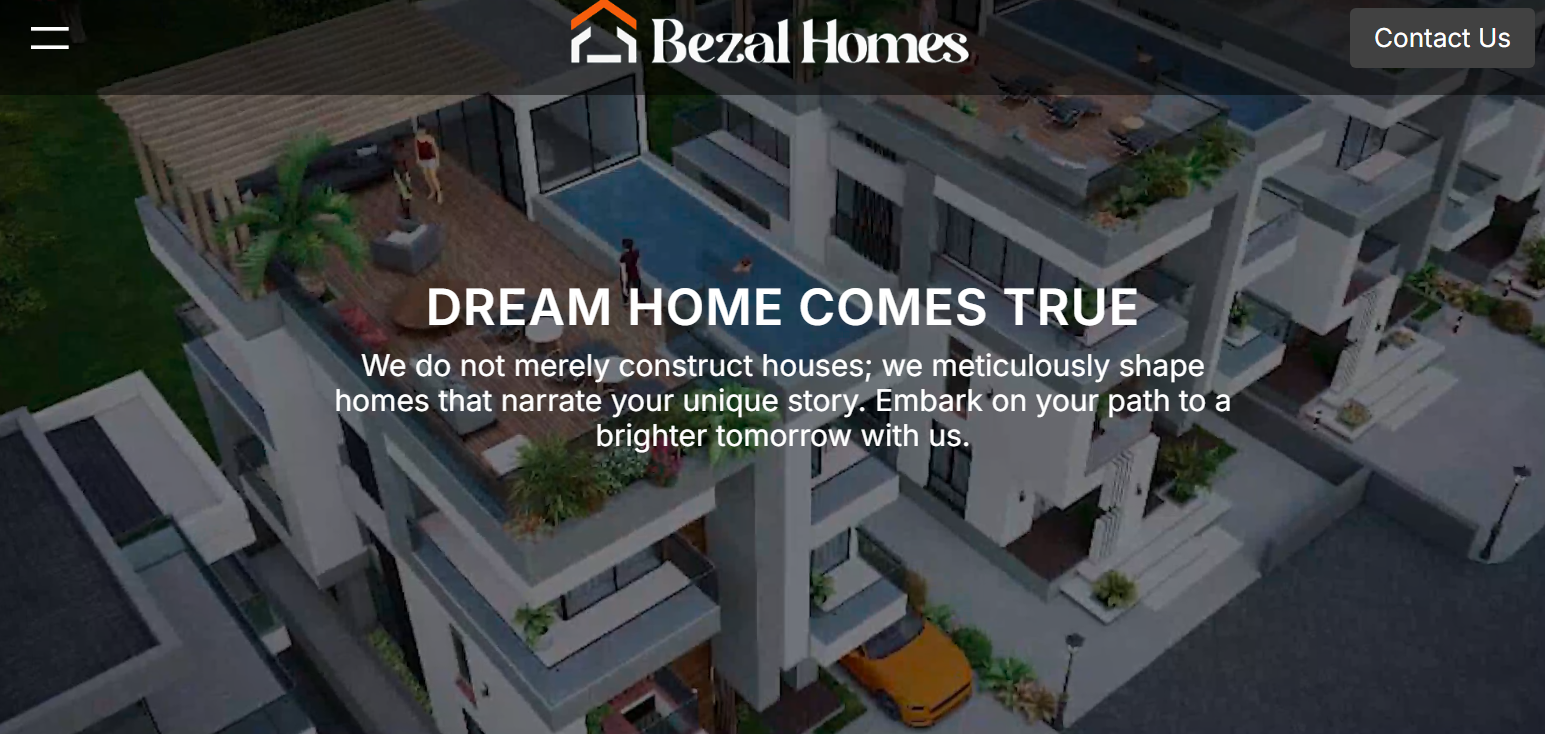 Bezal Homes
Contact Us
DREAM HOME COMES TRUE
We do not merely construct houses; we meticulously shape
homes that narrate your unique story. Embark on your path to a
brighter tomorrow with us.